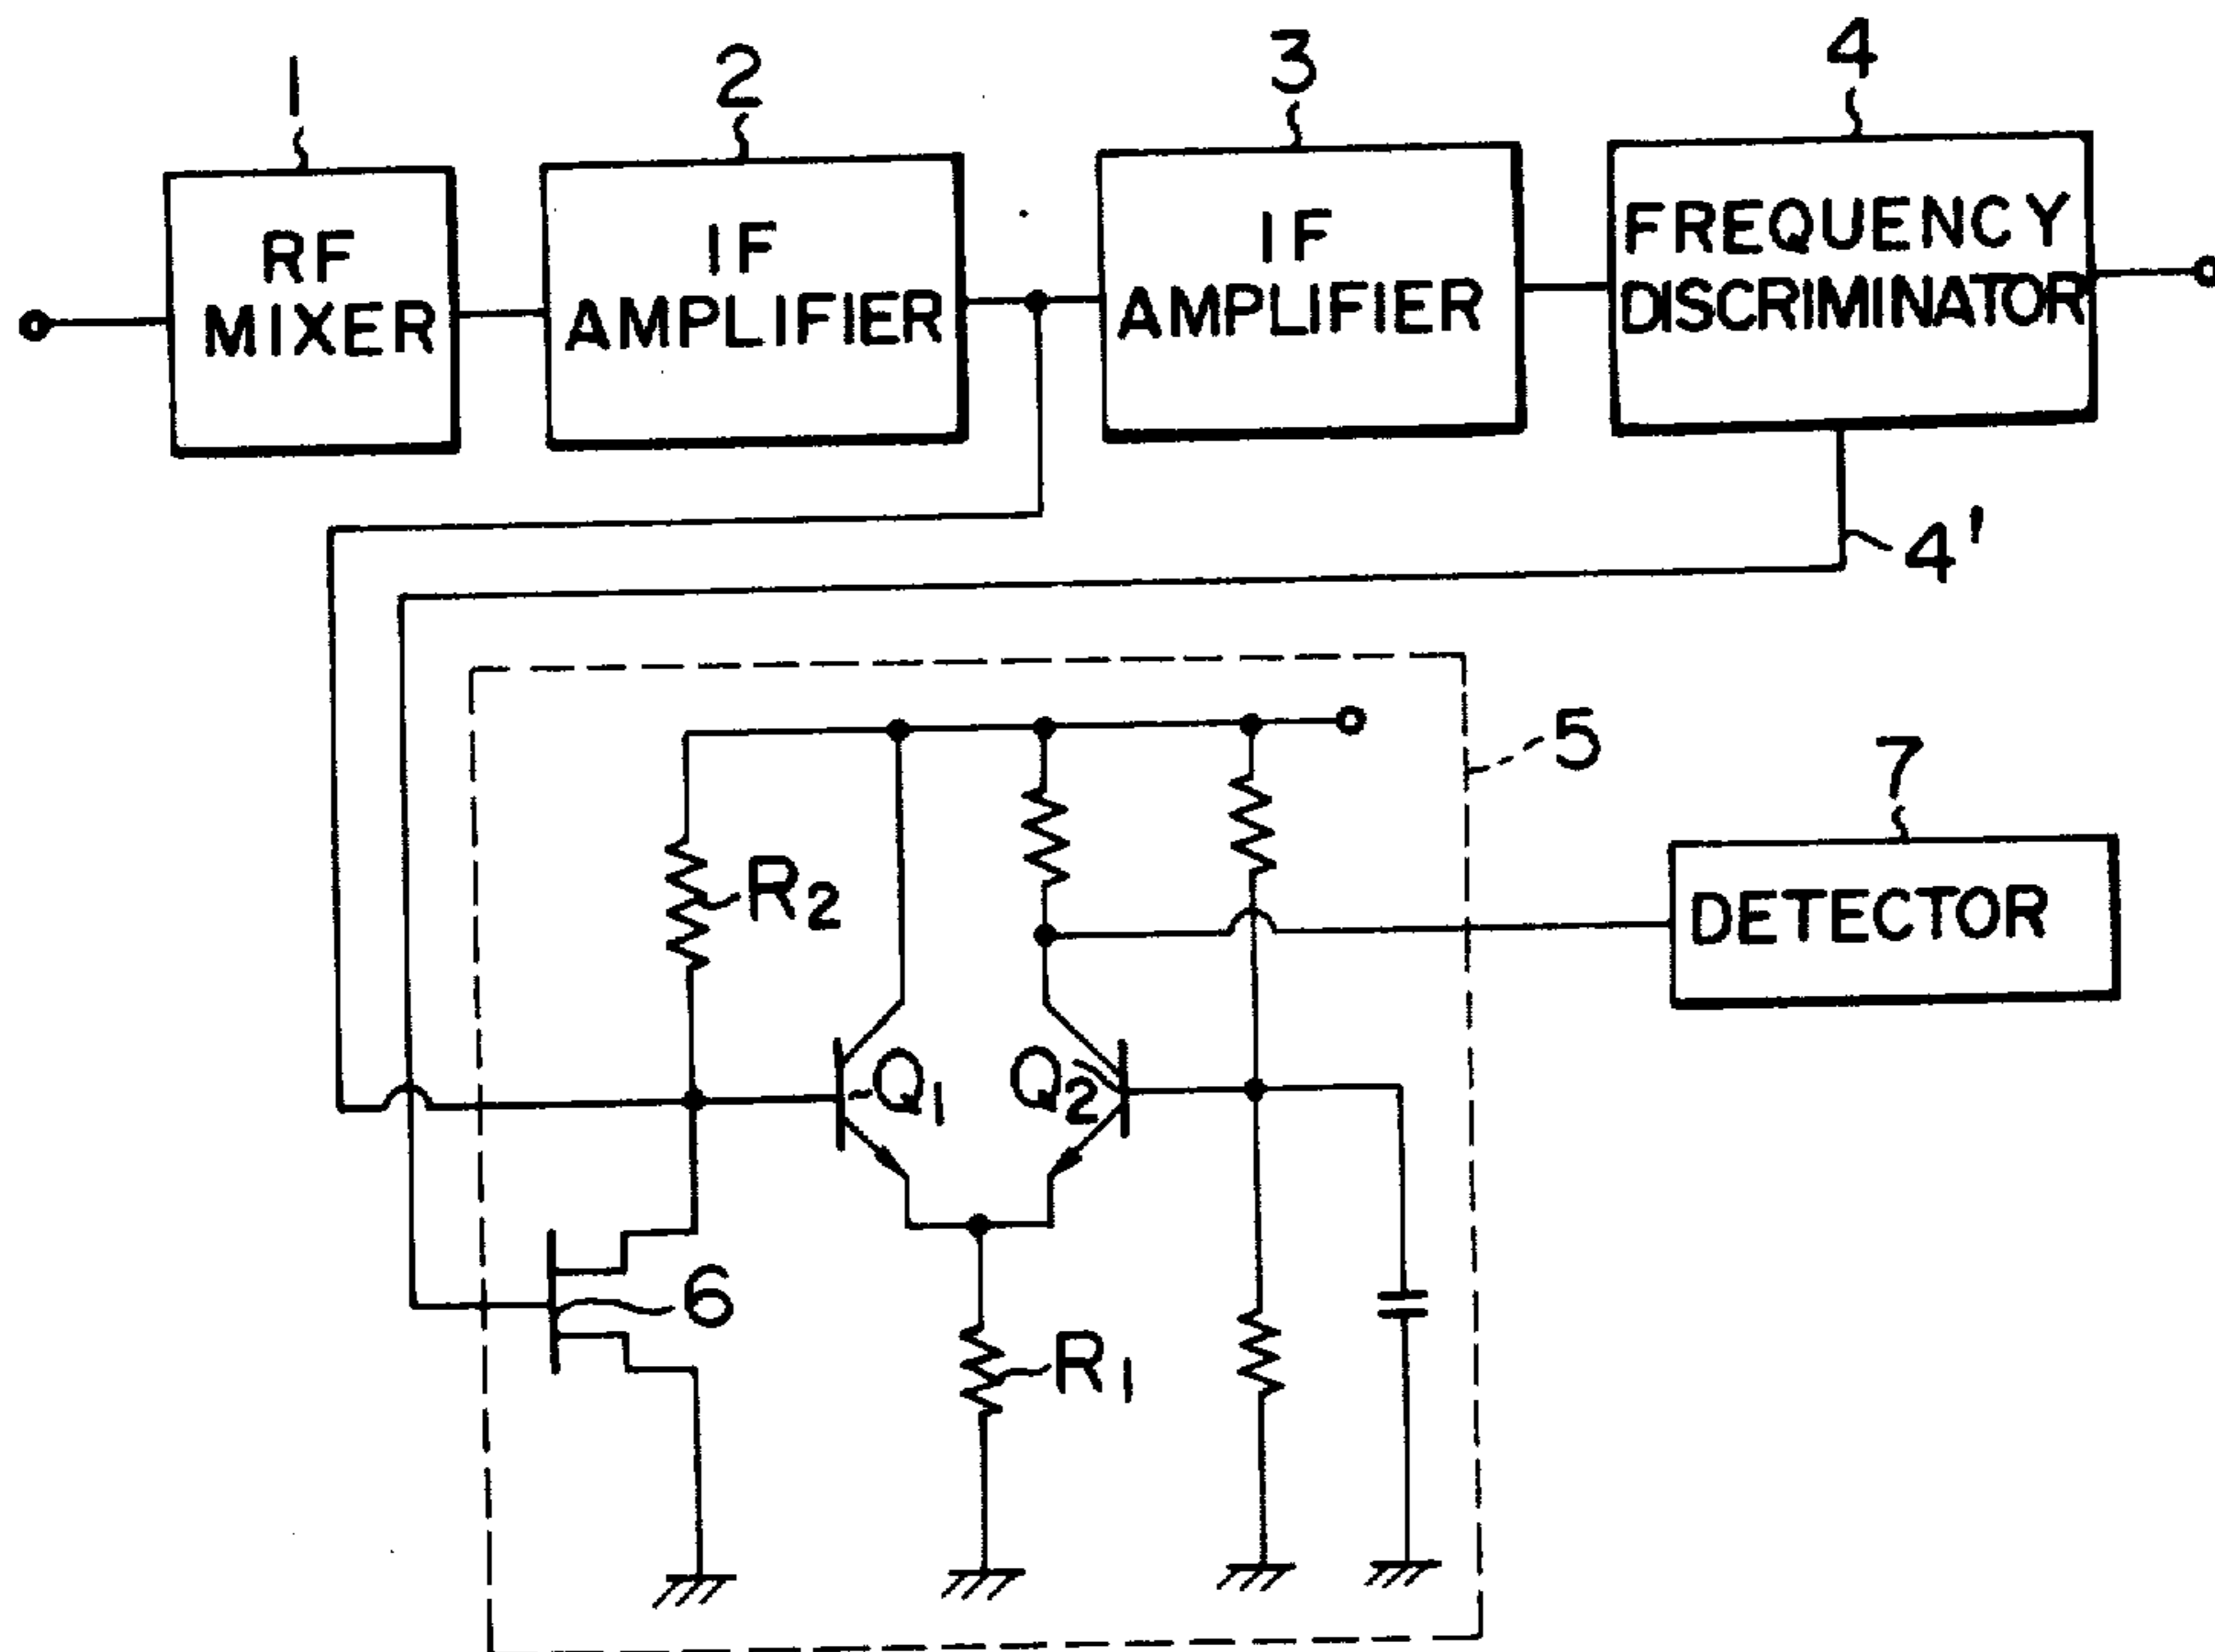 1
2
3
4
RF
MIXER
IF
AMPLIFIER
IF
AMPLIFIER
FREQUENCY
DISCRIMINATOR
4'
5
7
R2
DETECTOR
Q1
Q2
6
R1